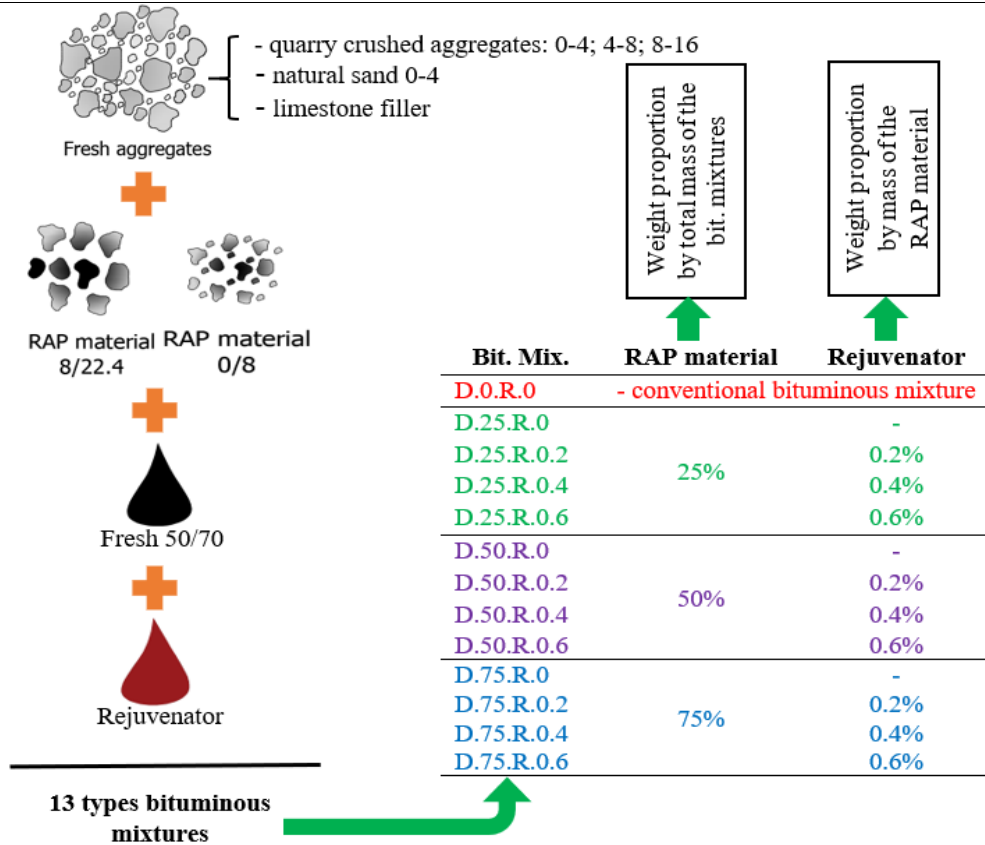 - quarry crushed aggregates: 0-4; 4-8; 8-16
- natural sand 0-4
- limestone filler
Fresh aggregates
RAP material
8/22.4
RAP material
0/8
Fresh 50/70
Rejuvenator
13 types bituminous
mixtures
Weight proportion
by total mass of the
bit. mixtures
Weight proportion
by mass of the
RAP material
Bit. Mix. RAP material Rejuvenator
D.0.R.0 - conventional bituminous mixture
D.25.R.0 -
D.25.R.0.2 0.2%
25%
D.25.R.0.4 0.4%
D.25.R.0.6 0.6%
D.50.R.0 -
D.50.R.0.2 0.2%
50%
D.50.R.0.4 0.4%
D.50.R.0.6 0.6%
D.75.R.0 -
D.75.R.0.2 0.2%
75%
D.75.R.0.4 0.4%
D.75.R.0.6 0.6%